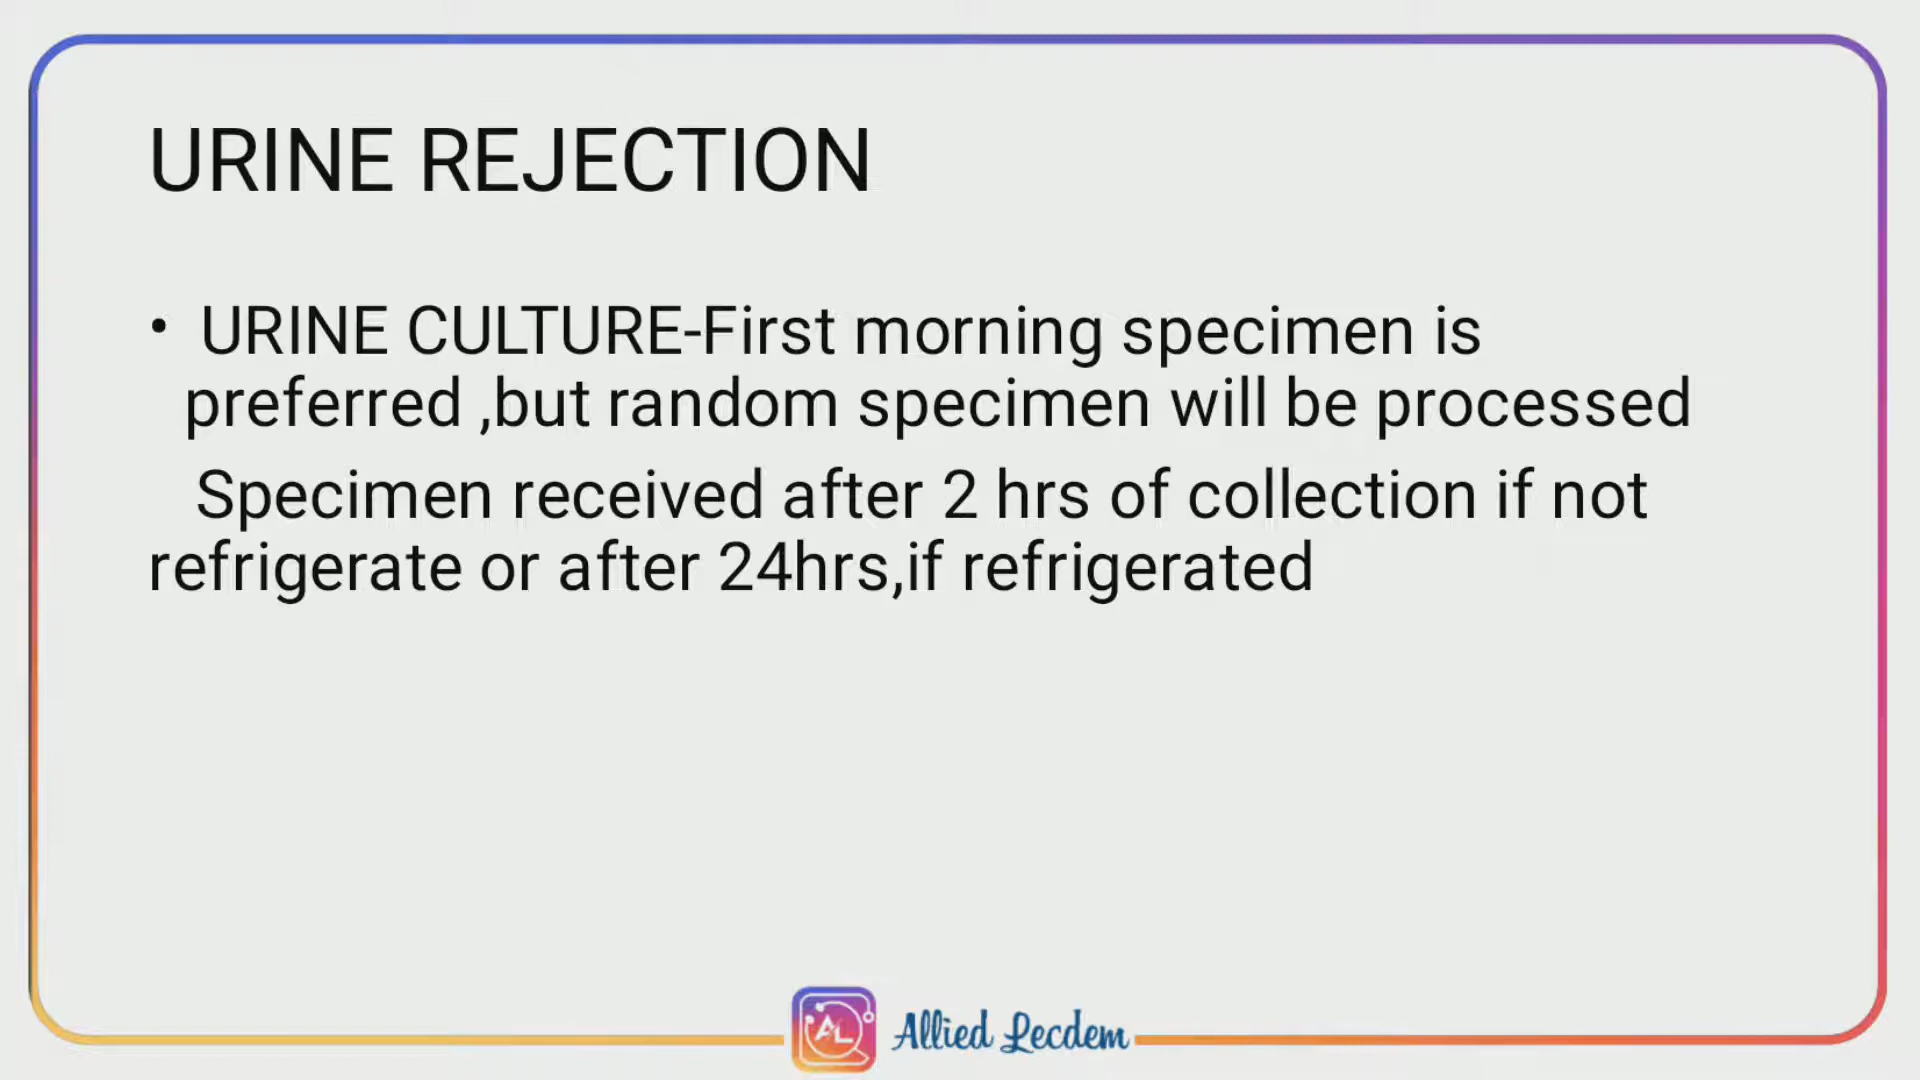 URINE REJECTION
• URINE CULTURE-First morning specimen is
preferred ,but random specimen will be processed
Specimen received after 2 hrs of collection if not
refrigerate or after 24hrs,if refrigerated
AL Allied Lecdem